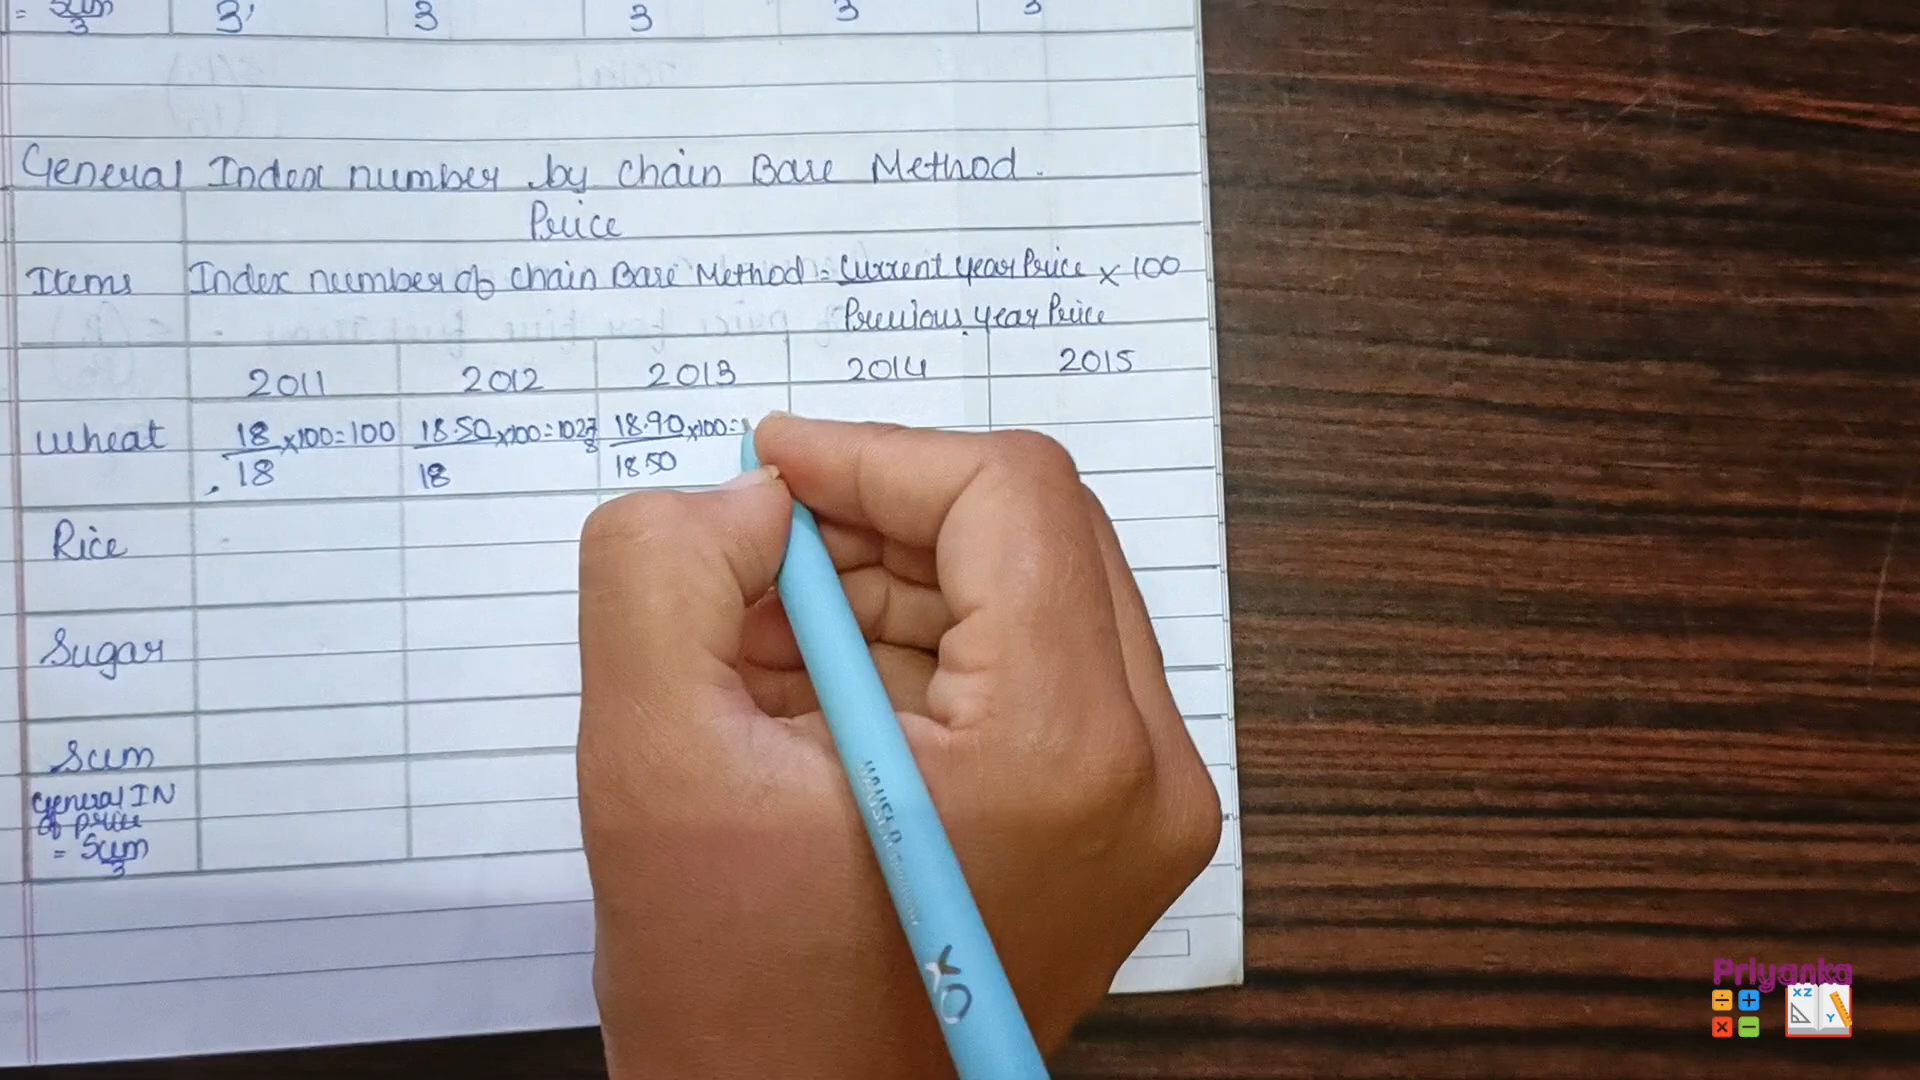 = Sum/3 3 3 3 3 3
General Index number by Chain Base Method.
Price
Items Index number of Chain Base Method = Current year Price × 100
Previous year Price
2011 2012 2013 2014 2015
Wheat 18 ×100=100 18.50 ×100=102.78 18.90 ×100=
18 18 18.50
Rice
Sugar
Sum
General IN
of price
= Sum
3
XO
Priyanka
XZ
Y